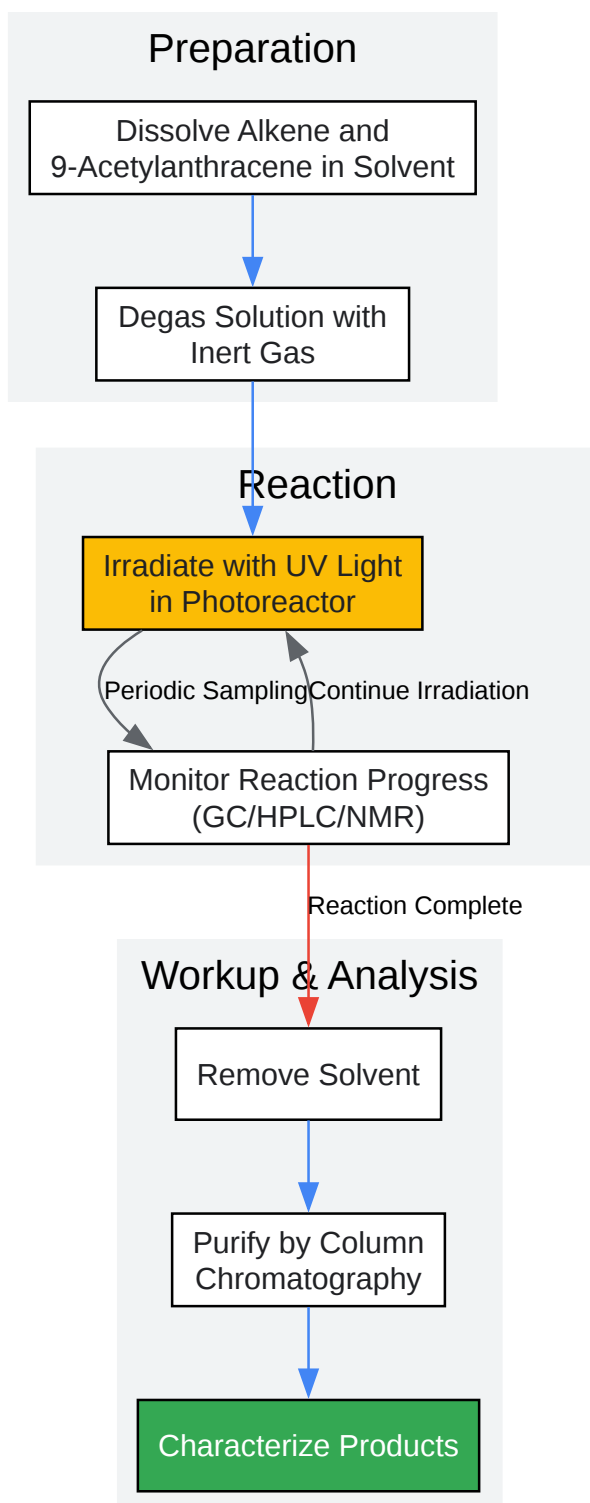 Preparation
Dissolve Alkene and
9-Acetylanthracene in Solvent
Degas Solution with
Inert Gas
Reaction
Irradiate with UV Light
in Photoreactor
Periodic Sampling
Continue Irradiation
Monitor Reaction Progress
(GC/HPLC/NMR)
Reaction Complete
Workup & Analysis
Remove Solvent
Purify by Column
Chromatography
Characterize Products